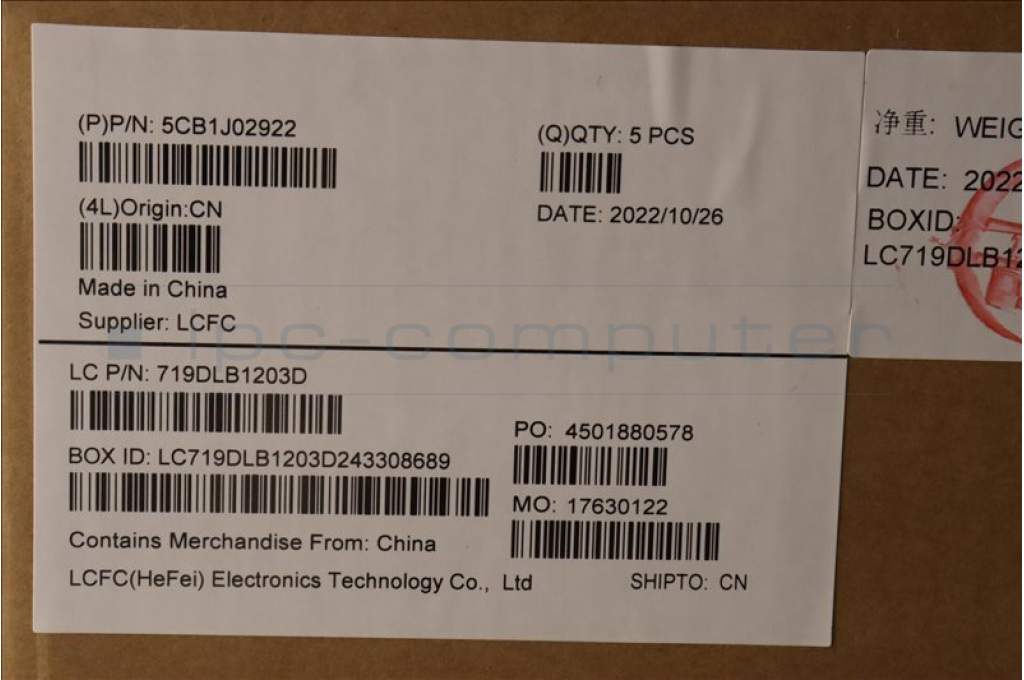 (P)P/N: 5CB1J02922
(4L)Origin:CN
Made in China
Supplier: LCFC
(Q)QTY: 5 PCS
DATE: 2022/10/26
LC P/N: 719DLB1203D
BOX ID: LC719DLB1203D243308689
Contains Merchandise From: China
LCFC(HeFei) Electronics Technology Co., Ltd
PO: 4501880578
MO: 17630122
SHIPTO: CN
净重: WEIG
DATE: 2022
BOXID:
LC719DLB12
ipc-computer